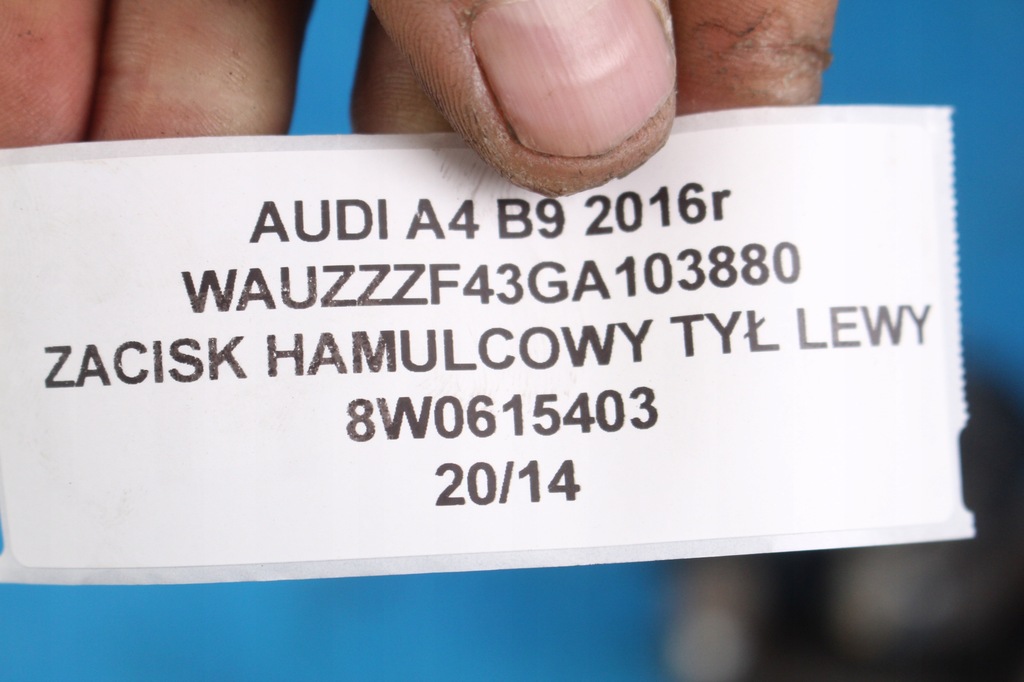 AUDI A4 B9 2016r
WAUZZZF43GA103880
ZACISK HAMULCOWY TYŁ LEWY
8W0615403
20/14